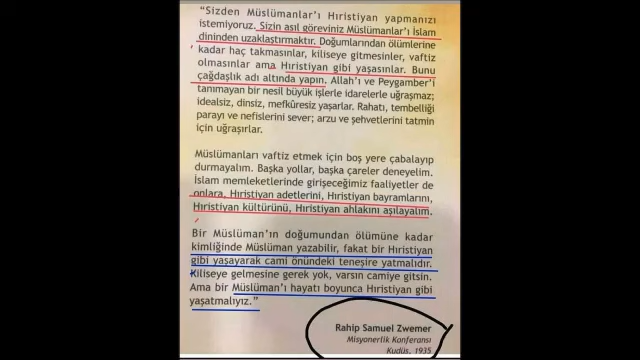 “Sizden Müslümanlar’ı Hıristiyan yapmanızı
istemiyoruz. Sizin asıl göreviniz Müslümanlar’ı İslam
dininden uzaklaştırmaktır. Doğumlarından ölümlerine
kadar haç takmasınlar, kiliseye gitmesinler, vaftiz
olmasınlar ama Hıristiyan gibi yaşasınlar. Bunu
çağdaşlık adı altında yapın. Allah’ı ve Peygamber’i
tanımayan bir nesil büyük işlerle idarelerle uğraşmaz;
idealsiz, dinsiz, mefkûresiz yaşarlar. Rahatı, tembelliği
parayı ve nefislerini sever; arzu ve şehvetlerini tatmin
için uğraşırlar.
Müslümanları vaftiz etmek için boş yere çabalayıp
durmayalım. Başka yollar, başka çareler deneyelim.
İslam memleketlerinde girişeceğimiz faaliyetler de
onlara, Hıristiyan adetlerini, Hıristiyan bayramlarını,
Hıristiyan kültürünü, Hıristiyan ahlakını aşılayalım.
Bir Müslüman’ın doğumundan ölümüne kadar
kimliğinde Müslüman yazabilir, fakat bir Hıristiyan
gibi yaşayarak cami önündeki teneşire yatmalıdır.
Kiliseye gelmesine gerek yok, varsın camiye gitsin.
Ama bir Müslüman’ı hayatı boyunca Hıristiyan gibi
yaşatmalıyız.”
Rahip Samuel Zwemer
Misyonerlik Konferansı
Kudüs, 1935